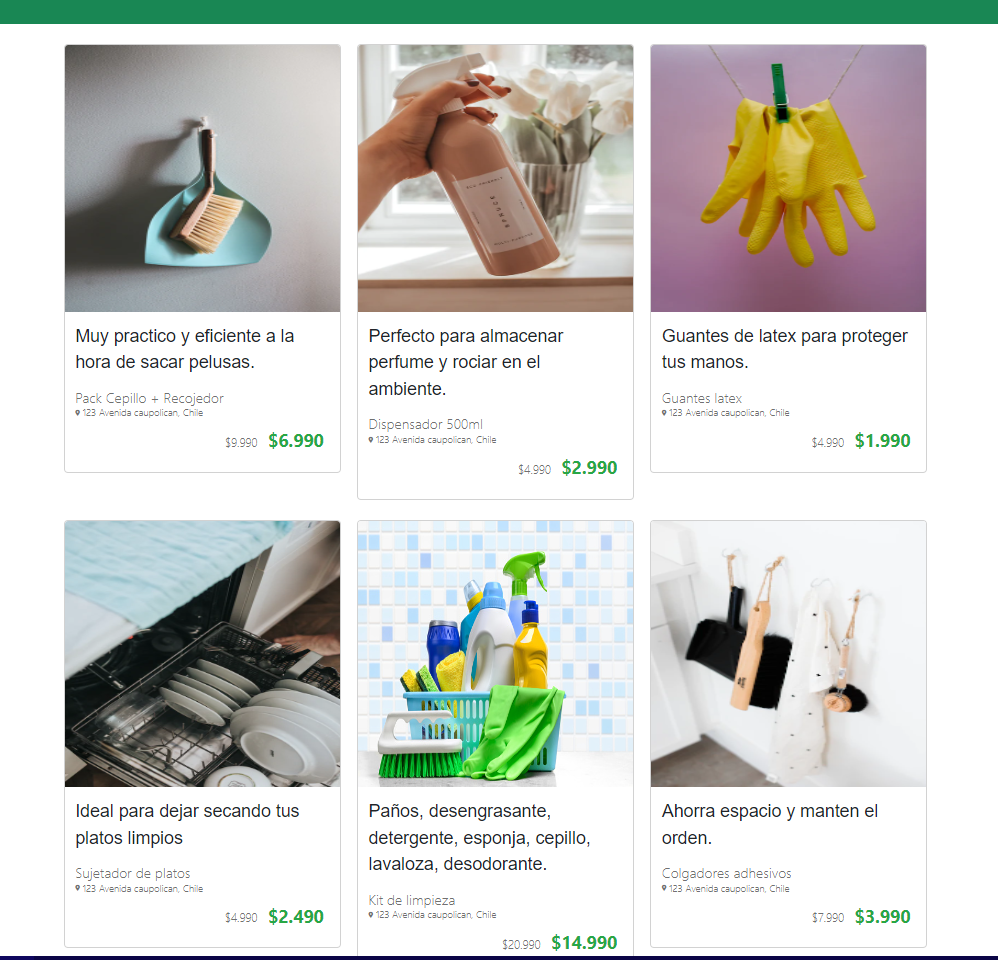 Muy practico y eficiente a la
hora de sacar pelusas.
Pack Cepillo + Recojedor
123 Avenida caupolican, Chile
$9.990 $6.990
Perfecto para almacenar
perfume y rociar en el
ambiente.
Dispensador 500ml
123 Avenida caupolican, Chile
$4.990 $2.990
Guantes de latex para proteger
tus manos.
Guantes latex
123 Avenida caupolican, Chile
$4.990 $1.990
Ideal para dejar secando tus
platos limpios
Sujetador de platos
123 Avenida caupolican, Chile
$4.990 $2.490
Paños, desengrasante,
detergente, esponja, cepillo,
lavaloza, desodorante.
Kit de limpieza
123 Avenida caupolican, Chile
$20.990 $14.990
Ahorra espacio y manten el
orden.
Colgadores adhesivos
123 Avenida caupolican, Chile
$7.990 $3.990